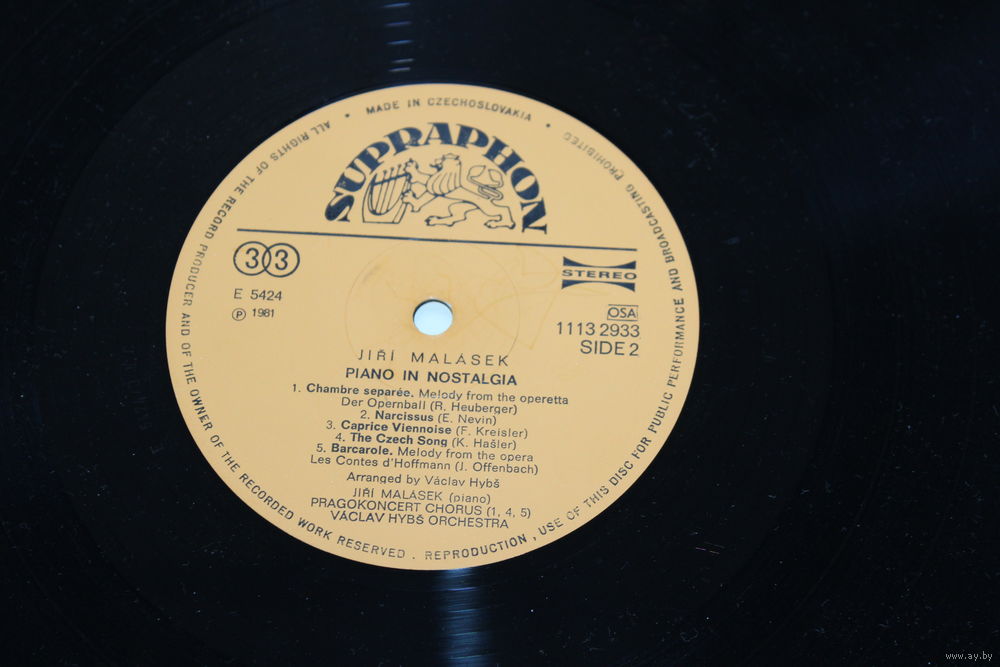 ALL RIGHTS OF THE RECORD PRODUCER AND OF THE OWNER OF THE RECORDED WORK RESERVED . REPRODUCTION , USE OF THIS DISC FOR PUBLIC PERFORMANCE AND BROADCASTING PROHIBITED
• MADE IN CZECHOSLOVAKIA •
SUPRAPHON
33
STEREO
E 5424
Ⓟ 1981
OSA
1113 2933
SIDE 2
JIŘÍ MALÁSEK
PIANO IN NOSTALGIA
1. Chambre separée. Melody from the operetta
Der Opernball (R. Heuberger)
2. Narcissus (E. Nevin)
3. Caprice Viennoise (F. Kreisler)
4. The Czech Song (K. Hašler)
5. Barcarole. Melody from the opera
Les Contes d'Hoffmann (J. Offenbach)
Arranged by Václav Hybš
JIŘÍ MALÁSEK (piano)
PRAGOKONCERT CHORUS (1, 4, 5)
VÁCLAV HYBŠ ORCHESTRA
www.ay.by